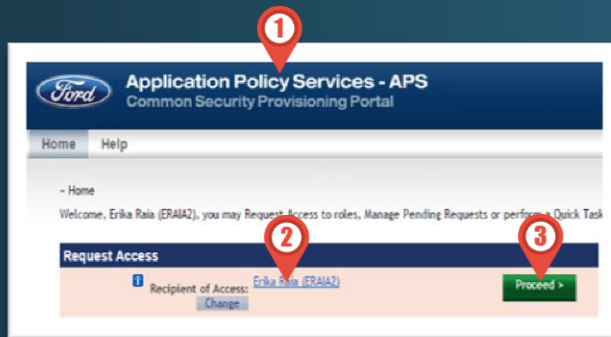 1
Ford
Application Policy Services - APS
Common Security Provisioning Portal
Home Help
- Home
Welcome, Erika Raia (ERAIA2), you may Request Access to roles, Manage Pending Requests or perform a Quick Task
2
3
Request Access
Recipient of Access: Erika Raia (ERAIA2)
Proceed >
Change